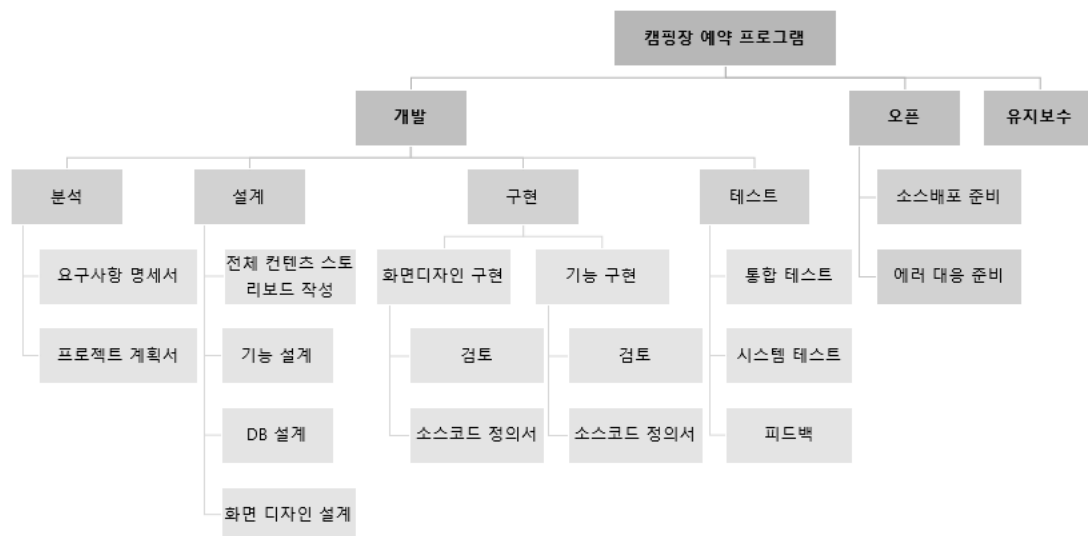 캠핑장 예약 프로그램
개발
오픈
유지보수
분석
설계
구현
테스트
소스배포 준비
요구사항 명세서
전체 컨텐츠 스토
리보드 작성
화면디자인 구현
기능 구현
통합 테스트
에러 대응 준비
프로젝트 계획서
기능 설계
검토
검토
시스템 테스트
DB 설계
소스코드 정의서
소스코드 정의서
피드백
화면 디자인 설계